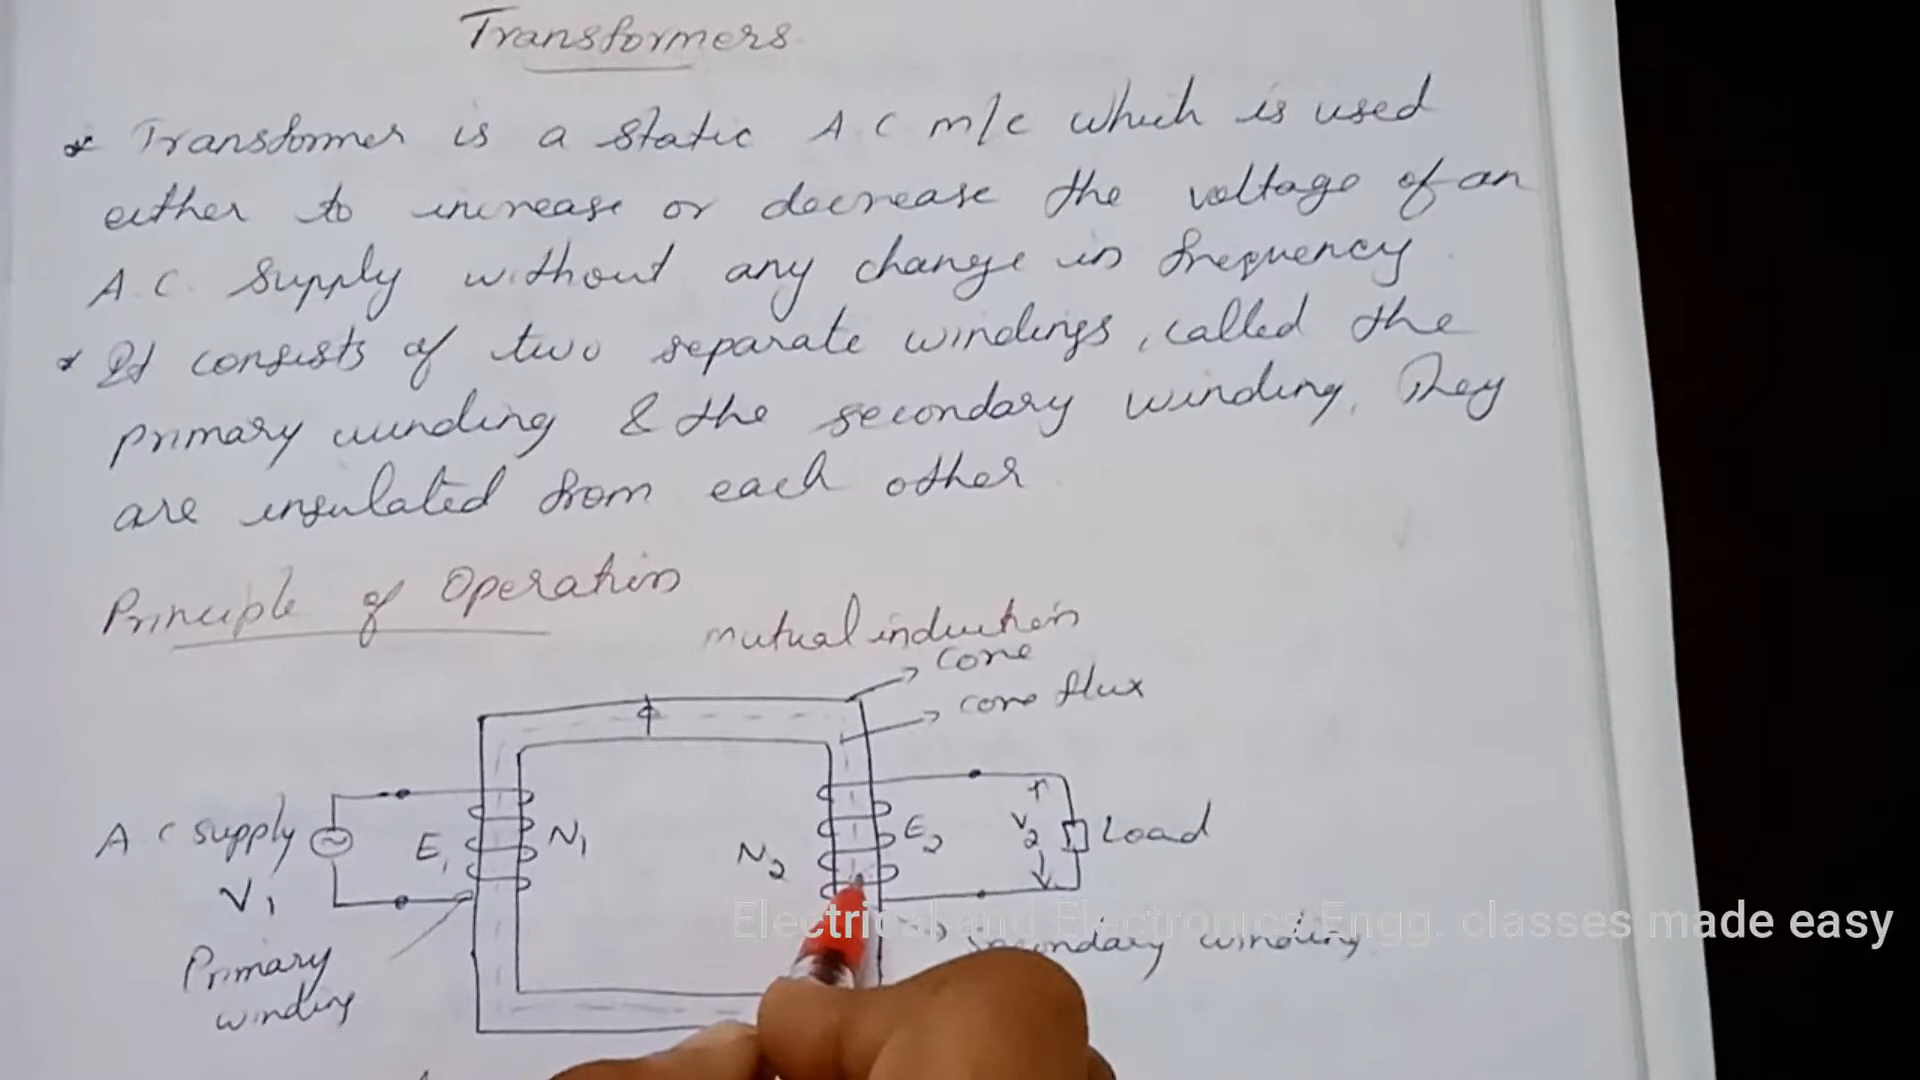 Transformers
* Transformer is a static A.C m/c which is used
either to increase or decrease the voltage of an
A.C. supply without any change in frequency.
* It consists of two separate windings, called the
primary winding & the secondary winding. They
are insulated from each other.
Principle of Operation
mutual induction
core
core flux
ϕ
A.C supply
V1
E1
N1
N2
E2
V2
Load
Primary
winding
secondary winding
Electrical and Electronics Engg. classes made easy